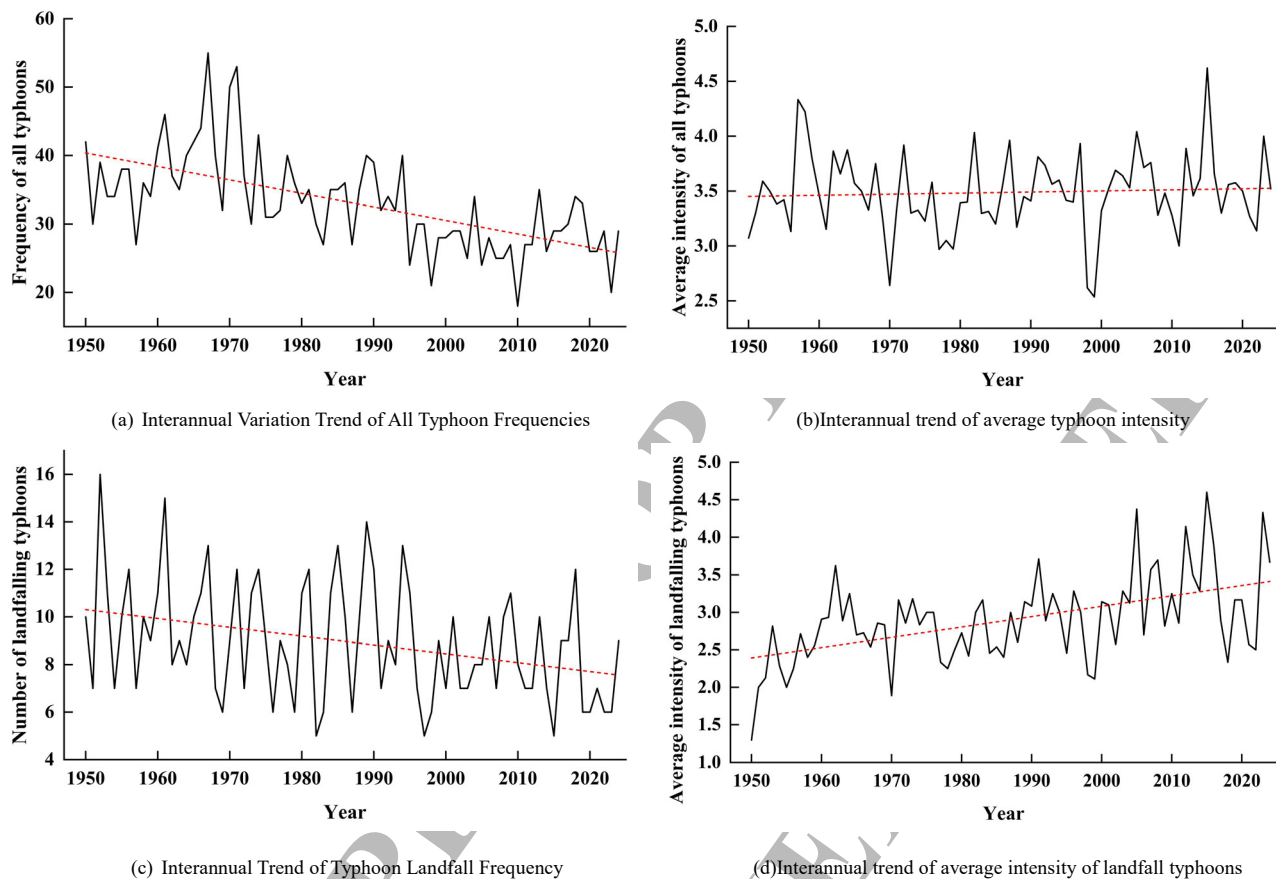 60
50
40
30
20
Frequency of all typhoons
1950 1960 1970 1980 1990 2000 2010 2020
Year
(a) Interannual Variation Trend of All Typhoon Frequencies
5.0
4.5
4.0
3.5
3.0
2.5
Average intensity of all typhoons
1950 1960 1970 1980 1990 2000 2010 2020
Year
(b)Interannual trend of average typhoon intensity
16
14
12
10
8
6
4
Number of landfalling typhoons
1950 1960 1970 1980 1990 2000 2010 2020
Year
(c) Interannual Trend of Typhoon Landfall Frequency
5.0
4.5
4.0
3.5
3.0
2.5
2.0
1.5
1.0
Average intensity of landfalling typhoons
1950 1960 1970 1980 1990 2000 2010 2020
Year
(d)Interannual trend of average intensity of landfall typhoons